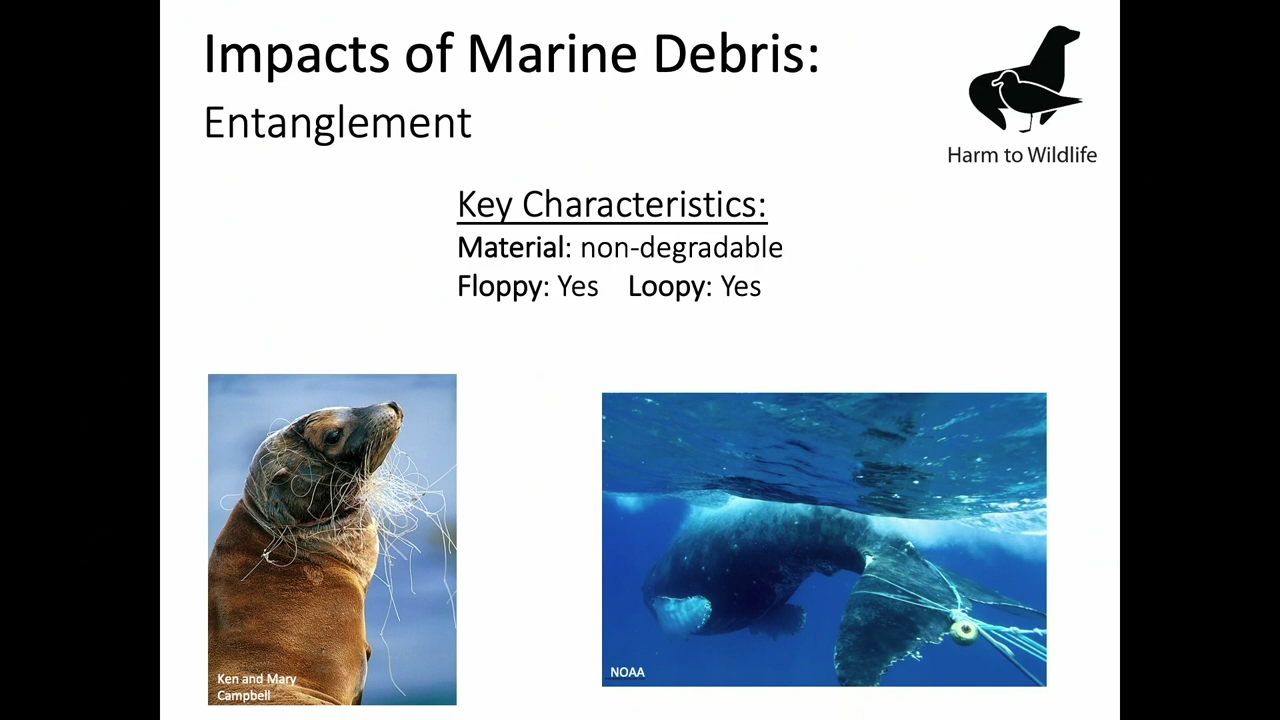 Impacts of Marine Debris:
Entanglement
Harm to Wildlife
Key Characteristics:
Material: non-degradable
Floppy: Yes Loopy: Yes
Ken and Mary
Campbell
NOAA